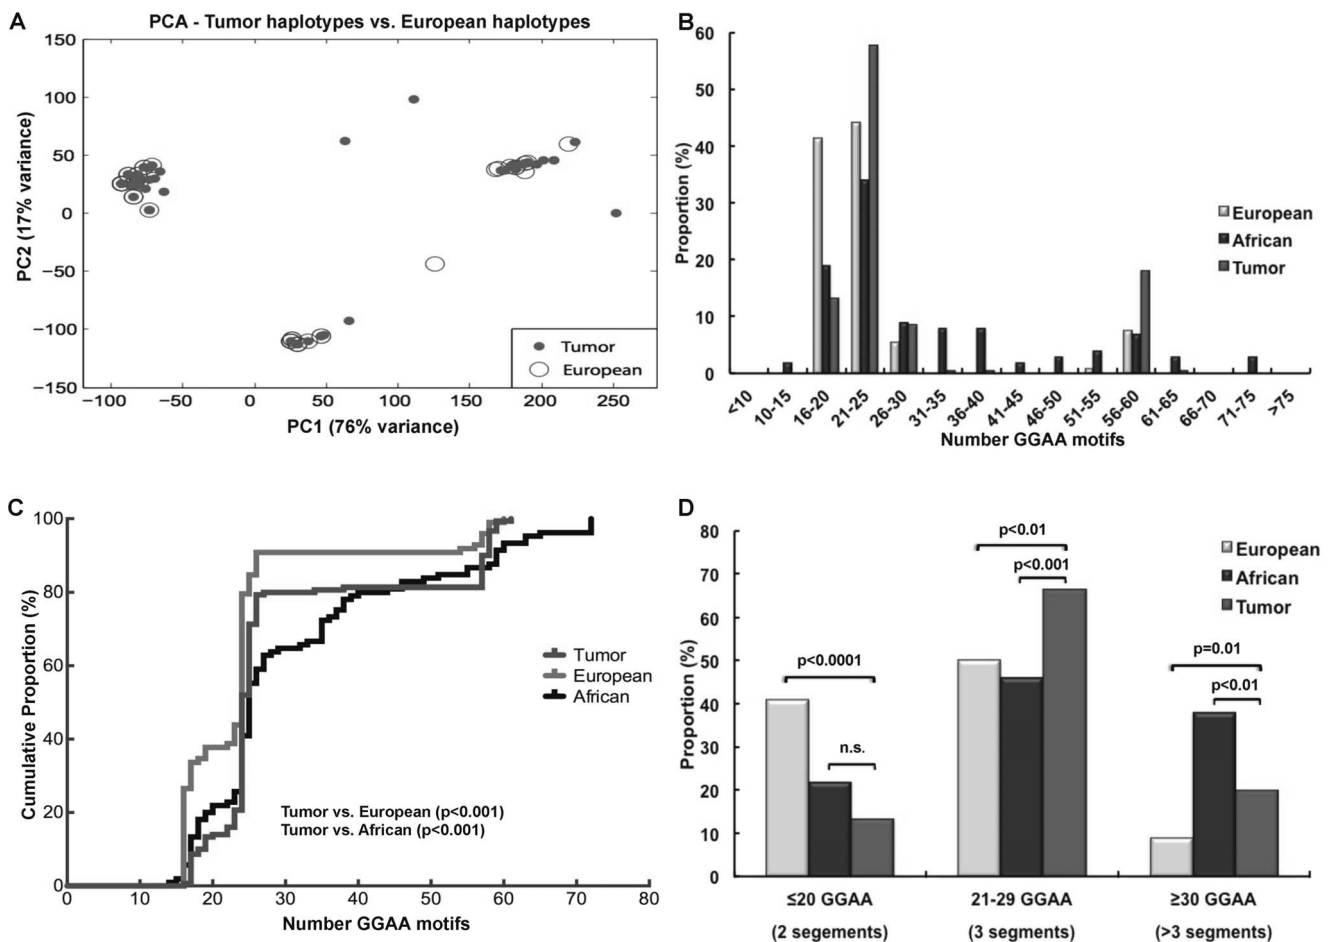 A
PCA - Tumor haplotypes vs. European haplotypes
150
100
50
0
−50
−100
−150
PC2 (17% variance)
−100
−50
0
50
100
150
200
250
PC1 (76% variance)
Tumor
European
B
60
50
40
30
20
10
0
Proportion (%)
European
African
Tumor
<10
10-15
16-20
21-25
26-30
31-35
36-40
41-45
46-50
51-55
56-60
61-65
66-70
71-75
>75
Number GGAA motifs
C
100
80
60
40
20
0
Cumulative Proportion (%)
Tumor
European
African
Tumor vs. European (p<0.001)
Tumor vs. African (p<0.001)
0
10
20
30
40
50
60
70
80
Number GGAA motifs
D
80
70
60
50
40
30
20
10
0
Proportion (%)
European
African
Tumor
p<0.0001
n.s.
p<0.01
p<0.001
p=0.01
p<0.01
≤20 GGAA
21-29 GGAA
≥30 GGAA
(2 segements)
(3 segments)
(>3 segments)